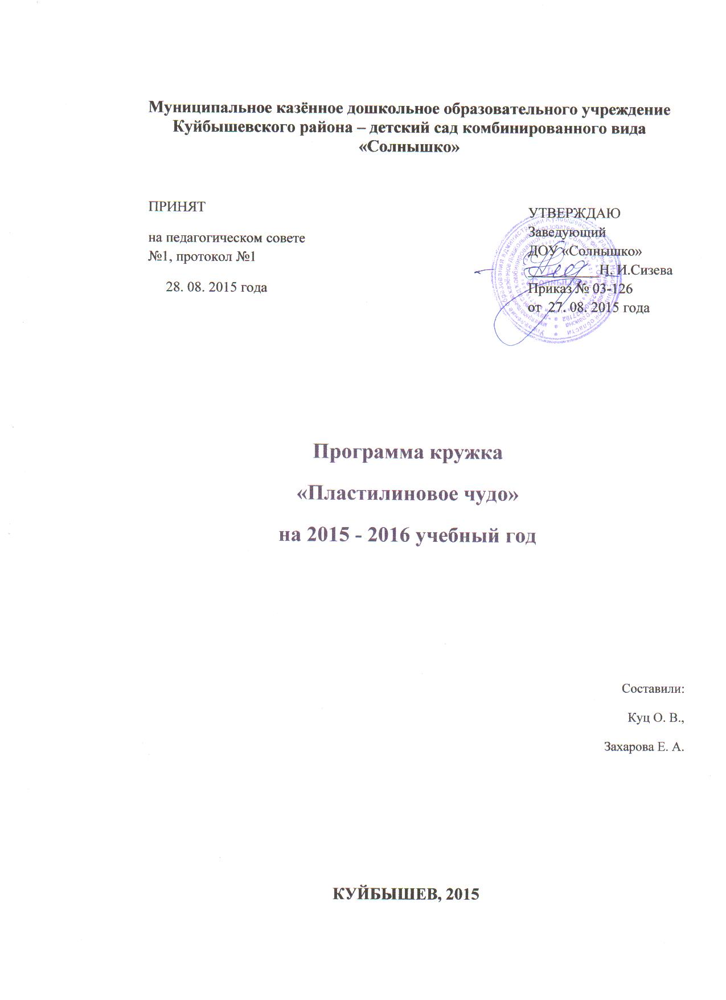 Муниципальное казённое дошкольное образовательного учреждение
Куйбышевского района – детский сад комбинированного вида
«Солнышко»
ПРИНЯТ
на педагогическом совете
№1, протокол №1
28. 08. 2015 года
УТВЕРЖДАЮ
Заведующий
ДОУ «Солнышко»
Н. И.Сизева
Приказ № 03-126
от 27. 08. 2015 года
Программа кружка
«Пластилиновое чудо»
на 2015 - 2016 учебный год
Составили:
Куц О. В.,
Захарова Е. А.
КУЙБЫШЕВ, 2015